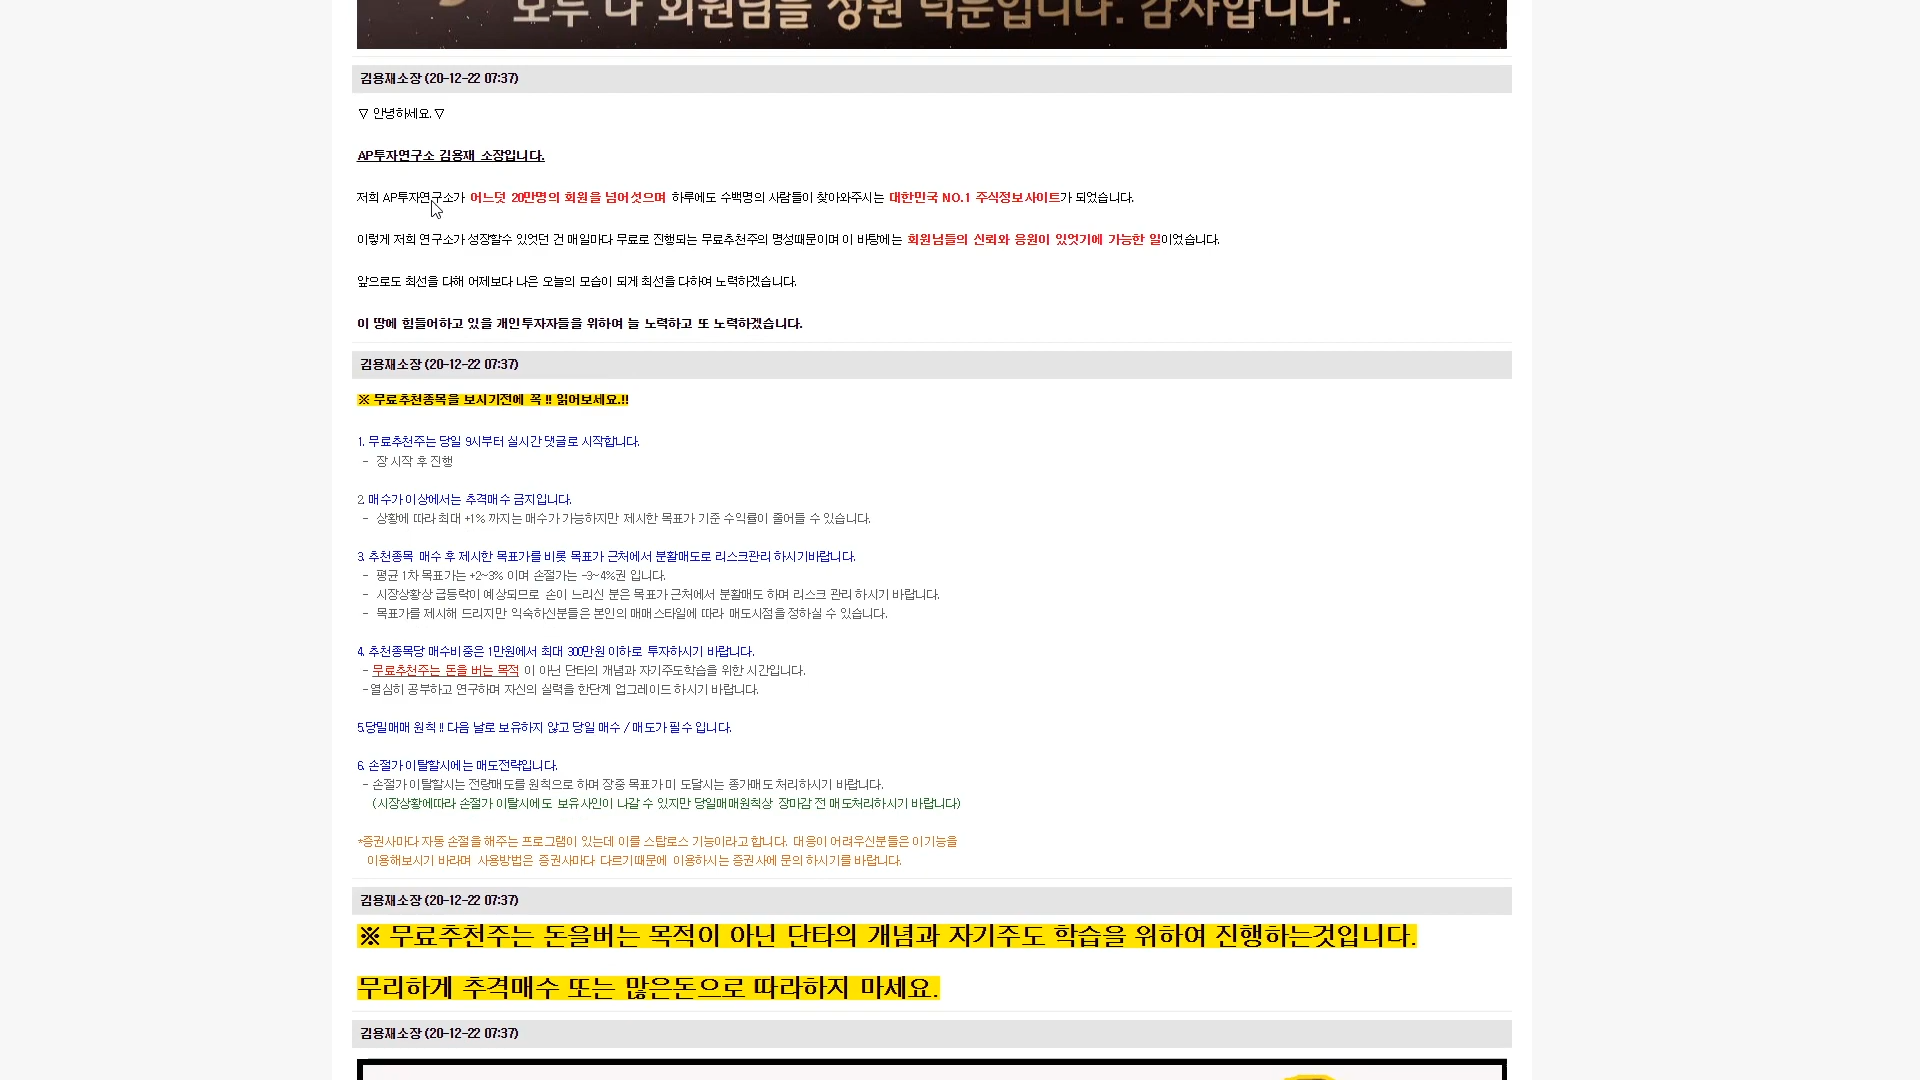 모두 다 회원님들 성원 덕분입니다. 감사합니다.
김용재소장 (20-12-22 07:37)
▽ 안녕하세요. ▽
AP투자연구소 김용재 소장입니다.
저희 AP투자연구소가 어느덧 20만명의 회원을 넘어섯으며 하루에도 수백명의 사람들이 찾아와주시는 대한민국 NO.1 주식정보사이트가 되었습니다.
이렇게 저희 연구소가 성장할수 있엇던 건 매일마다 무료로 진행되는 무료추천주의 명성때문이며 이 바탕에는 회원님들의 신뢰와 응원이 있엇기에 가능한 일이었습니다.
앞으로도 최선을 다해 어제보다 나은 오늘의 모습이 되게 최선을 다하여 노력하겠습니다.
이 땅에 힘들어하고 있을 개인투자자들을 위하여 늘 노력하고 또 노력하겠습니다.
김용재소장 (20-12-22 07:37)
※ 무료추천종목을 보시기전에 꼭 !! 읽어보세요.!!
1. 무료추천주는 당일 9시부터 실시간 댓글로 시작합니다.
- 장 시작 후 진행
2. 매수가 이상에서는 추격매수 금지입니다.
- 상황에 따라 최대 +1% 까지는 매수가 가능하지만 제시한 목표가 기준 수익률이 줄어들 수 있습니다.
3. 추천종목 매수 후 제시한 목표가를 비롯 목표가 근처에서 분활매도로 리스크관리 하시기바랍니다.
- 평균 1차 목표가는 +2~3% 이며 손절가는 -3~4%권 입니다.
- 시장상황상 급등락이 예상되므로 손이 느리신 분은 목표가 근처에서 분활매도 하며 리스크 관리 하시기 바랍니다.
- 목표가를 제시해 드리지만 익숙하신분들은 본인의 매매스타일에 따라 매도시점을 정하실 수 있습니다.
4. 추천종목당 매수비중은 1만원에서 최대 300만원 이하로 투자하시기 바랍니다.
- 무료추천주는 돈을 버는 목적 이 아닌 단타의 개념과 자기주도학습을 위한 시간입니다.
- 열심히 공부하고 연구하며 자신의 실력을 한단계 업그레이드 하시기 바랍니다.
5.당일매매 원칙 !! 다음 날로 보유하지 않고 당일 매수 / 매도가 필수 입니다.
6. 손절가 이탈할시에는 매도전략입니다.
- 손절가 이탈할시는 전량매도를 원칙으로 하며 장중 목표가 미 도달시는 종가매도 처리하시기 바랍니다.
(시장상황에따라 손절가 이탈시에도 보유사인이 나갈 수 있지만 당일매매원칙상 장마감 전 매도처리하시기 바랍니다)
*증권사마다 자동 손절을 해주는 프로그램이 있는데 이를 스탑로스 기능이라고 합니다. 대응이 어려우신분들은 이기능을
이용해보시기 바라며 사용방법은 증권사마다 다르기때문에 이용하시는 증권사에 문의 하시기를 바랍니다.
김용재소장 (20-12-22 07:37)
※ 무료추천주는 돈을버는 목적이 아닌 단타의 개념과 자기주도 학습을 위하여 진행하는것입니다.
무리하게 추격매수 또는 많은돈으로 따라하지 마세요.
김용재소장 (20-12-22 07:37)